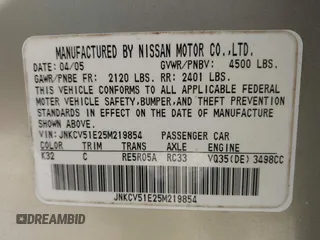 MANUFACTURED BY NISSAN MOTOR CO.,LTD.
DATE: 04/05 GVWR/PNBV: 4500 LBS.
GAWR/PNBE FR: 2120 LBS. RR: 2401 LBS.
THIS VEHICLE CONFORMS TO ALL APPLICABLE FEDERAL
MOTOR VEHICLE SAFETY,BUMPER,AND THEFT PREVENTION
STANDARDS IN EFFECT ON THE DATE OF MANUFACTURE
SHOWN ABOVE.
VIN: JNKCV51E25M219854 PASSENGER CAR
COLOR TRIM TRANS AXLE ENGINE
K32 C RE5R05A RC33 VQ35(DE) 3498CC
JNKCV51E25M219854
DREAMBID